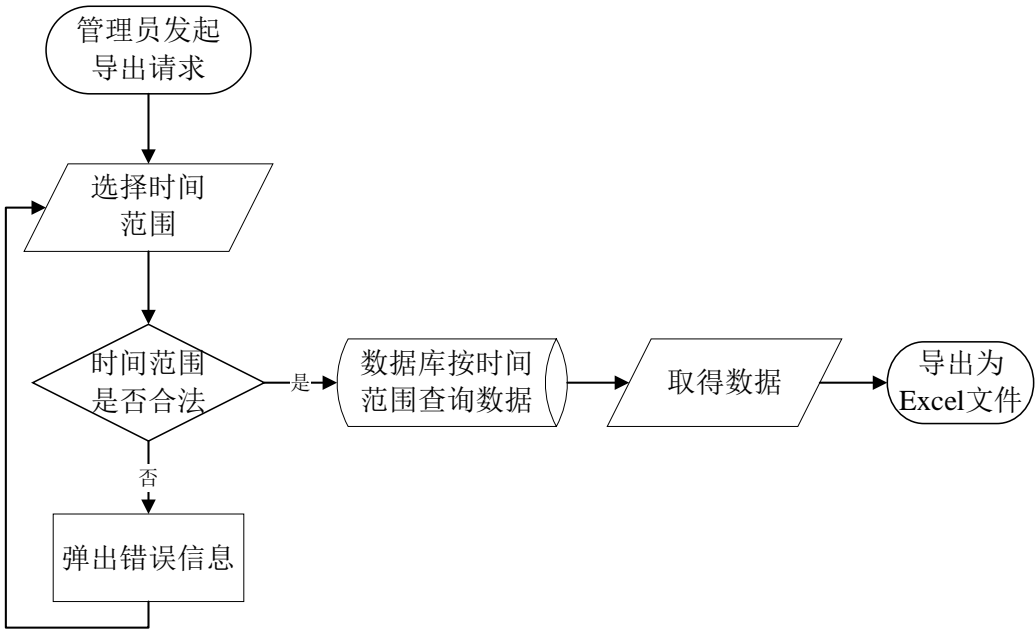 管理员发起
导出请求
选择时间
范围
时间范围
是否合法
是
数据库按时间
范围查询数据
取得数据
导出为
Excel文件
否
弹出错误信息